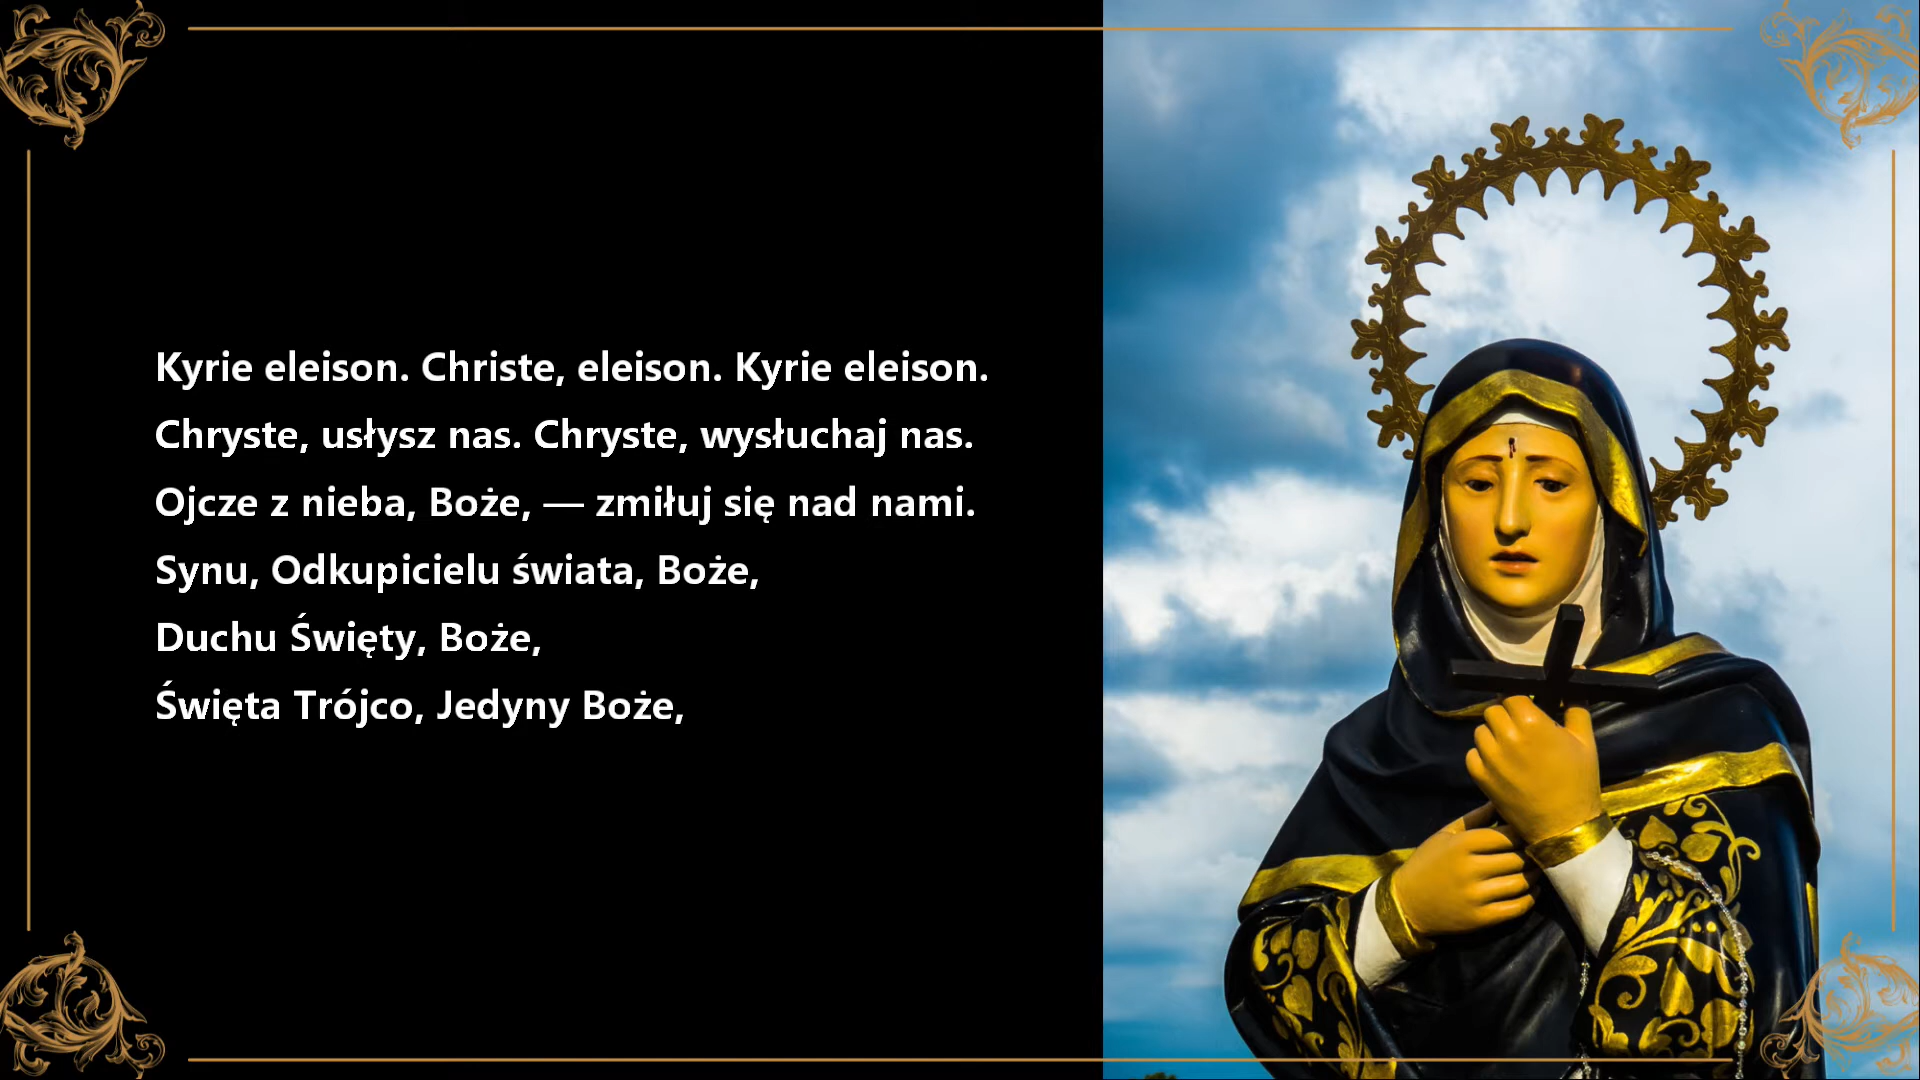 Kyrie eleison. Christe, eleison. Kyrie eleison.
Chryste, usłysz nas. Chryste, wysłuchaj nas.
Ojcze z nieba, Boże, — zmiłuj się nad nami.
Synu, Odkupicielu świata, Boże,
Duchu Święty, Boże,
Święta Trójco, Jedyny Boże,